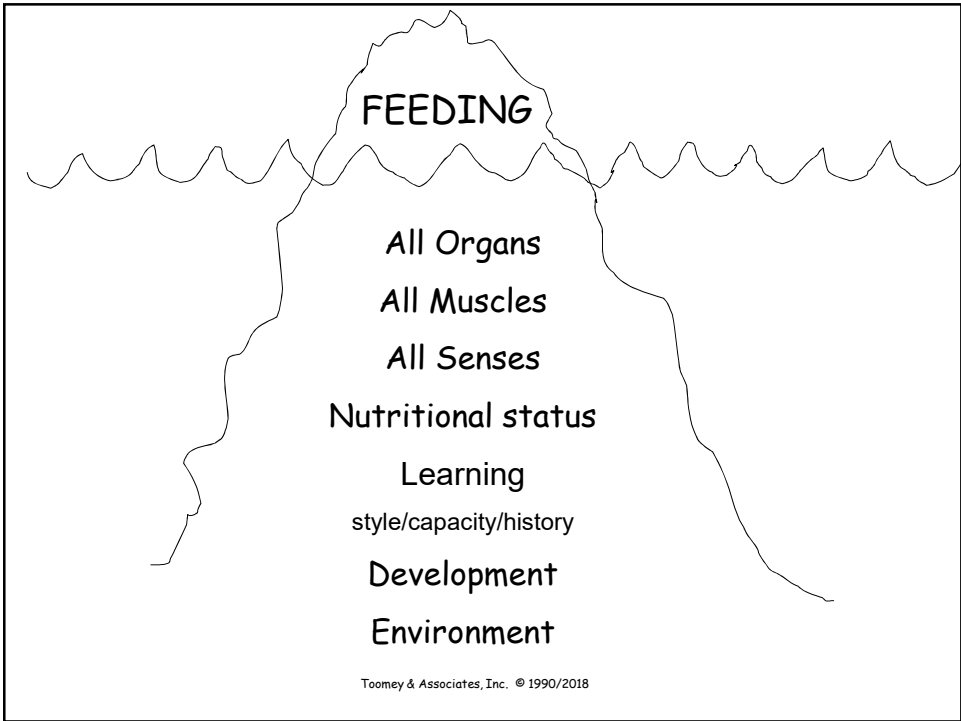 FEEDING
All Organs
All Muscles
All Senses
Nutritional status
Learning
style/capacity/history
Development
Environment
Toomey & Associates, Inc. © 1990/2018